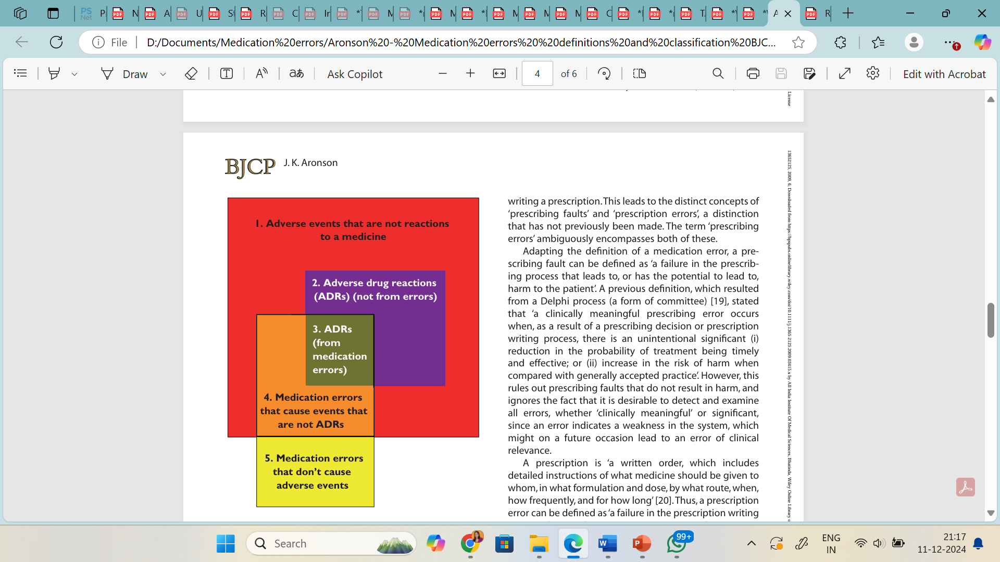 PS
Net
P
N
A
U
St
R
C
Ir
*T
M
M
M
M
M
C
T
A
R
File
D:/Documents/Medication%20errors/Aronson%20-%20Medication%20errors%20%20definitions%20and%20classification%20BJC...
Draw
Ask Copilot
4
of 6
Edit with Acrobat
License
BJCP
J. K. Aronson
1. Adverse events that are not reactions
to a medicine
2. Adverse drug reactions
(ADRs) (not from errors)
3. ADRs
(from
medication
errors)
4. Medication errors
that cause events that
are not ADRs
5. Medication errors
that don't cause
adverse events
writing a prescription. This leads to the distinct concepts of
‘prescribing faults’ and ‘prescription errors’, a distinction
that has not previously been made. The term ‘prescribing
errors’ ambiguously encompasses both of these.
Adapting the definition of a medication error, a pre-
scribing fault can be defined as ‘a failure in the prescrib-
ing process that leads to, or has the potential to lead to,
harm to the patient’. A previous definition, which resulted
from a Delphi process (a form of committee) [19], stated
that ‘a clinically meaningful prescribing error occurs
when, as a result of a prescribing decision or prescription
writing process, there is an unintentional significant (i)
reduction in the probability of treatment being timely
and effective; or (ii) increase in the risk of harm when
compared with generally accepted practice’. However, this
rules out prescribing faults that do not result in harm, and
ignores the fact that it is desirable to detect and examine
all errors, whether ‘clinically meaningful’ or significant,
since an error indicates a weakness in the system, which
might on a future occasion lead to an error of clinical
relevance.
A prescription is ‘a written order, which includes
detailed instructions of what medicine should be given to
whom, in what formulation and dose, by what route, when,
how frequently, and for how long’ [20]. Thus, a prescription
error can be defined as ‘a failure in the prescription writing
13652125, 2009, 6, Downloaded from https://bpspubs.onlinelibrary.wiley.com/doi/10.1111/j.1365-2125.2009.03415.x by All India Institute Of Medical Sciences, Bhatinda, Wiley Online Library
Search
99+
ENG
IN
21:17
11-12-2024